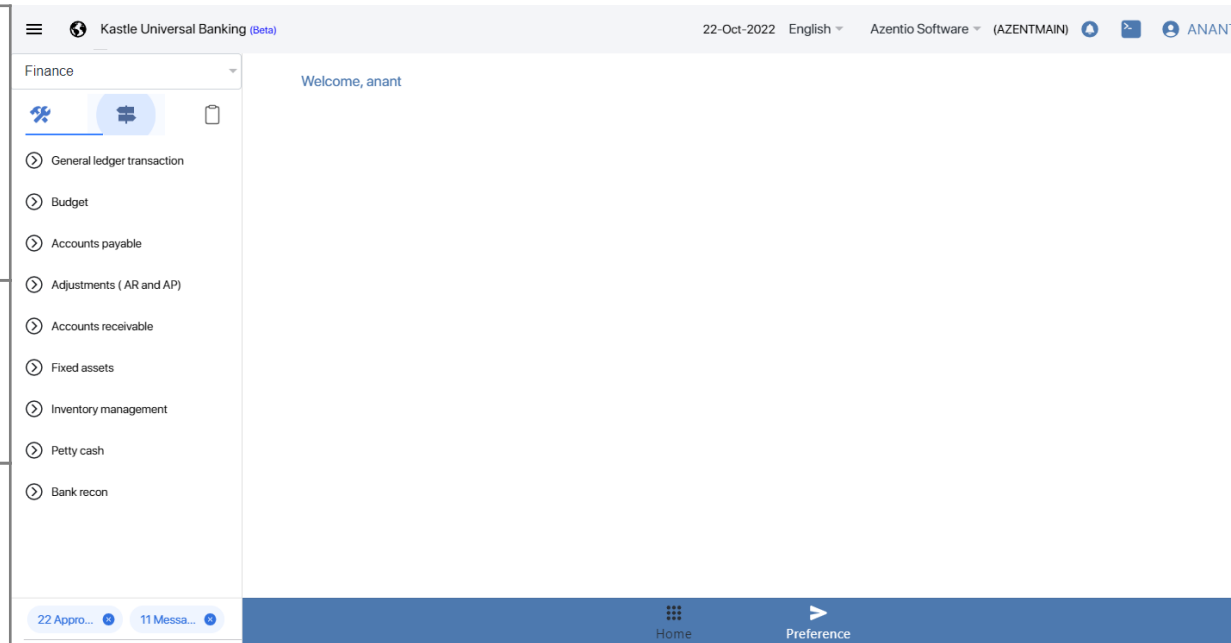 Kastle Universal Banking (Beta)
22-Oct-2022 English Azentio Software (AZENTMAIN) ANANT
Finance
Welcome, anant
General ledger transaction
Budget
Accounts payable
Adjustments ( AR and AP)
Accounts receivable
Fixed assets
Inventory management
Petty cash
Bank recon
22 Appro... 11 Messa...
Home Preference